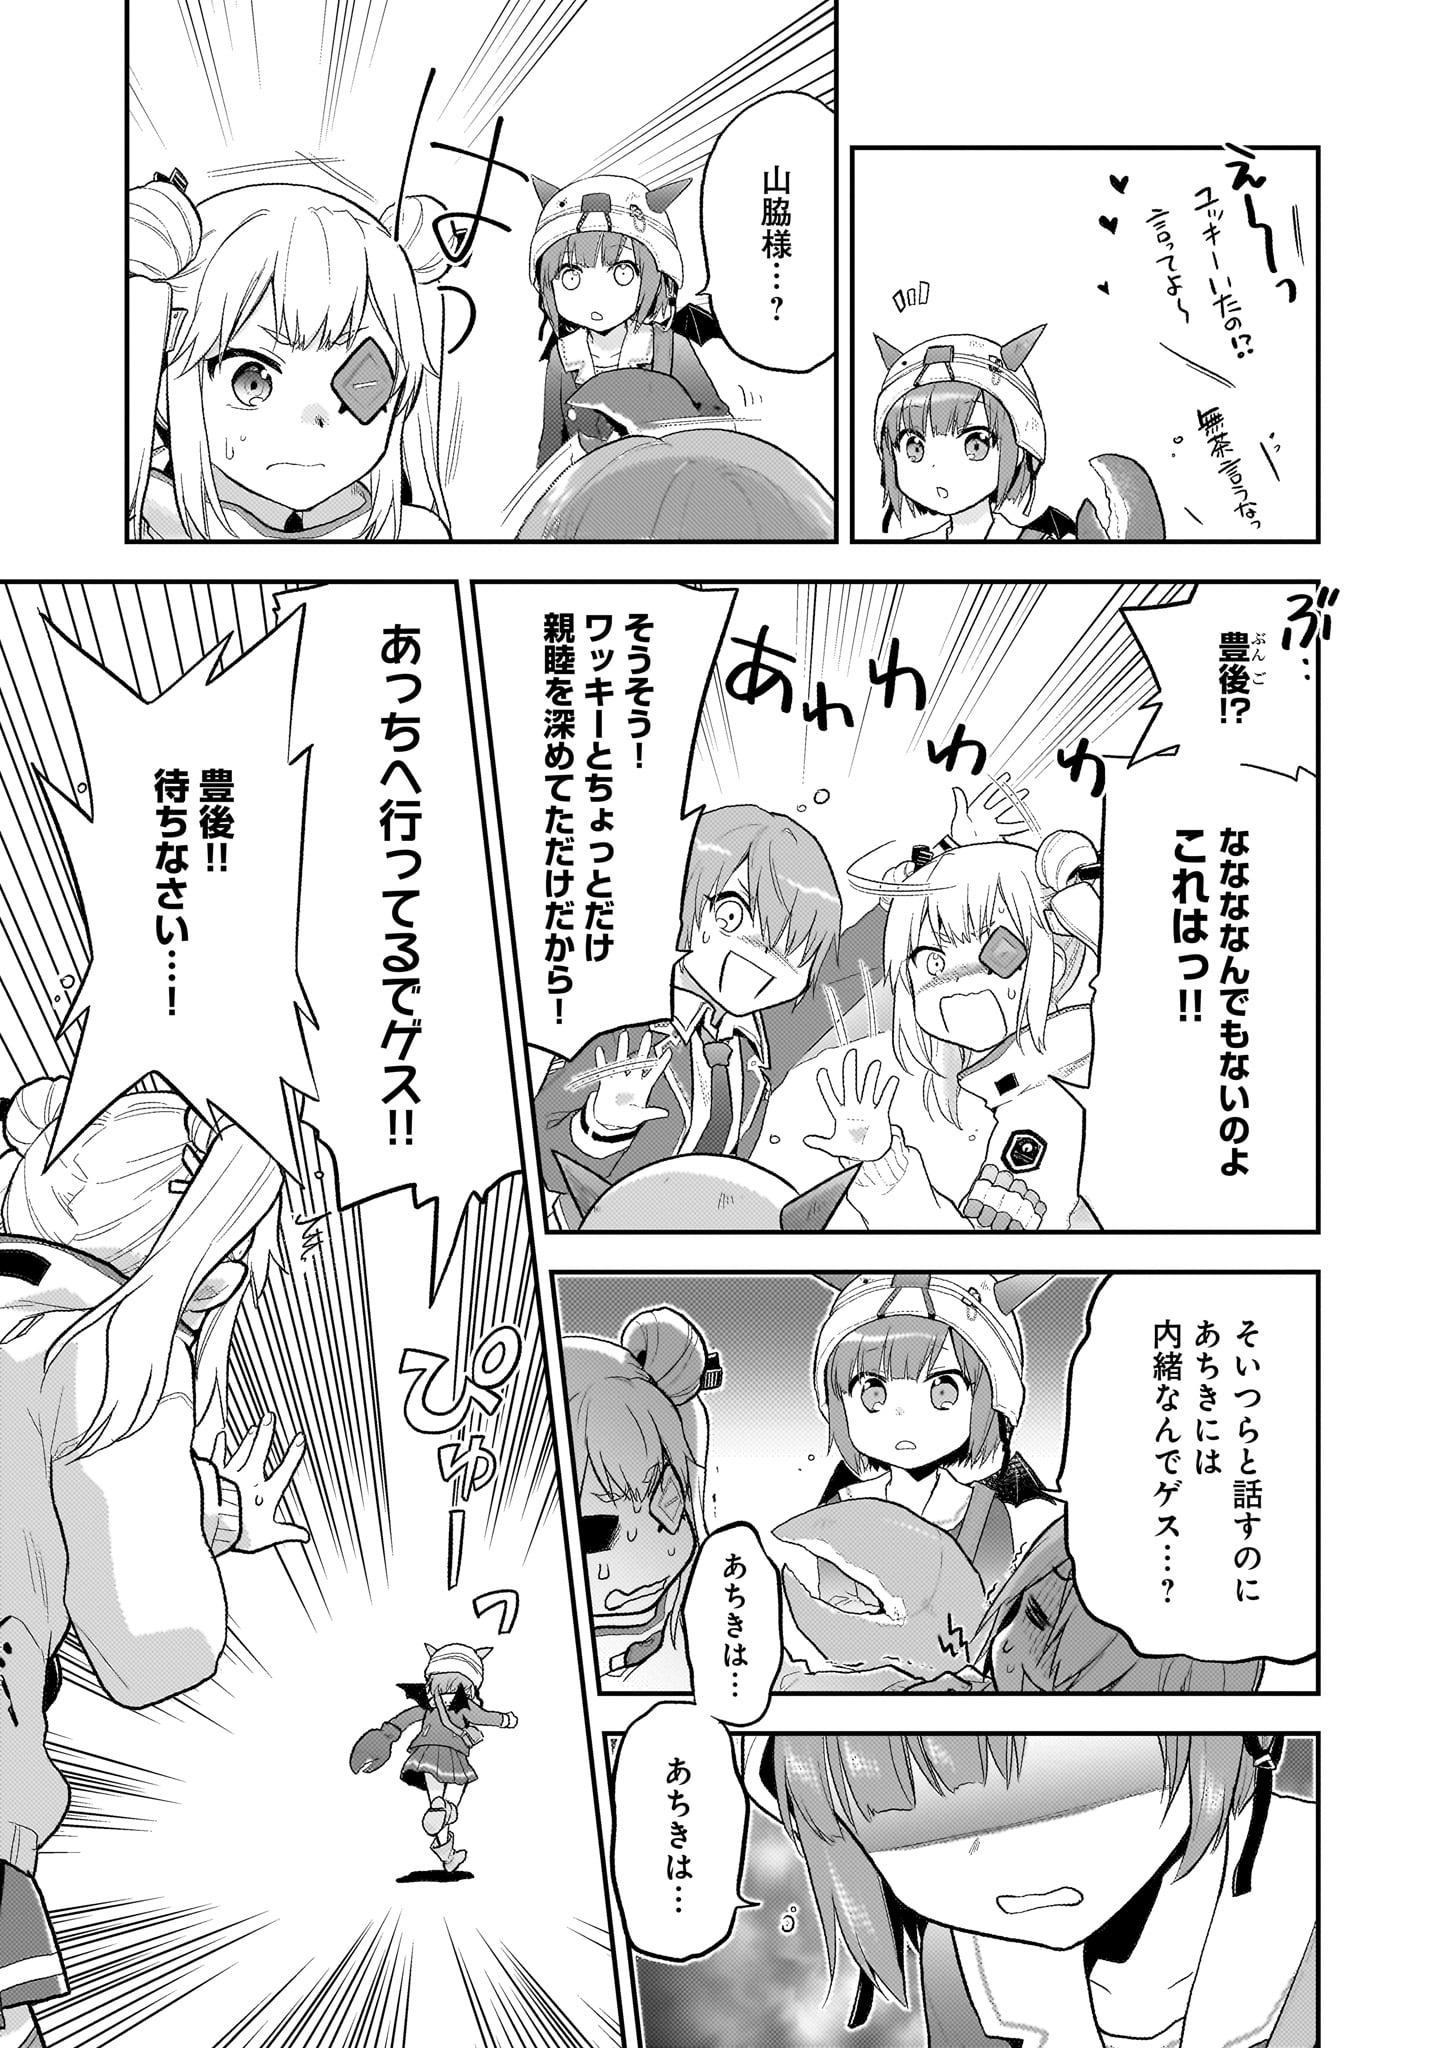 え〜〜っ
ユッキーいたの!?
言ってよ〜
無茶言うなっ
山脇様…?
はっ
ぶ…
豊後!?
ぶんご
なななななんでもないのよ
これはっ!!
あわわわわ
そうそう!
ワッキーとちょっとだけ
親睦を深めてただけだから!
そいつらと話すのに
あちきには
内緒なんでゲス…?
あちきは…
あちきは…
あっちへ行ってるでゲス!!
ぴゅーっ
豊後!!
待ちなさい……!